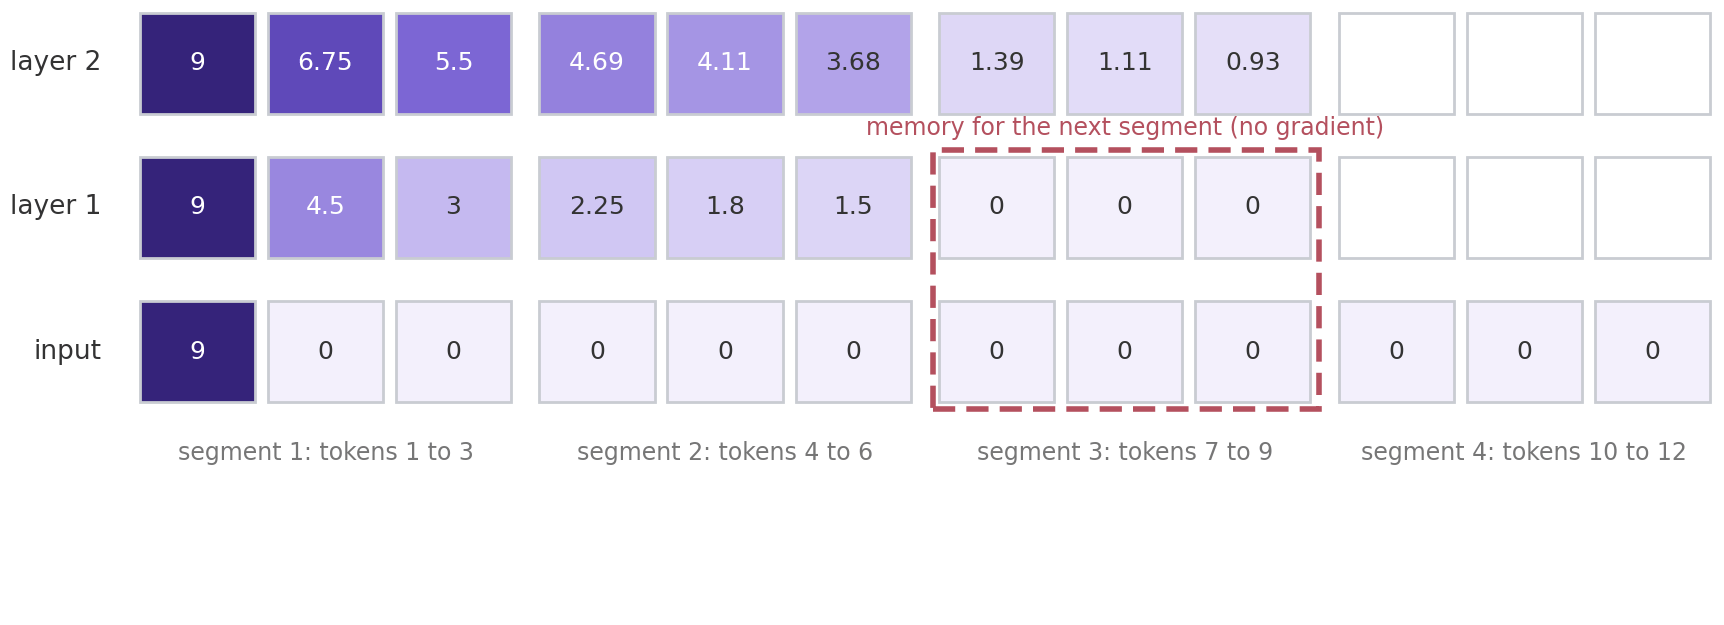 layer 2 9 6.75 5.5 4.69 4.11 3.68 1.39 1.11 0.93
memory for the next segment (no gradient)
layer 1 9 4.5 3 2.25 1.8 1.5 0 0 0
input 9 0 0 0 0 0 0 0 0 0 0 0
segment 1: tokens 1 to 3 segment 2: tokens 4 to 6 segment 3: tokens 7 to 9 segment 4: tokens 10 to 12